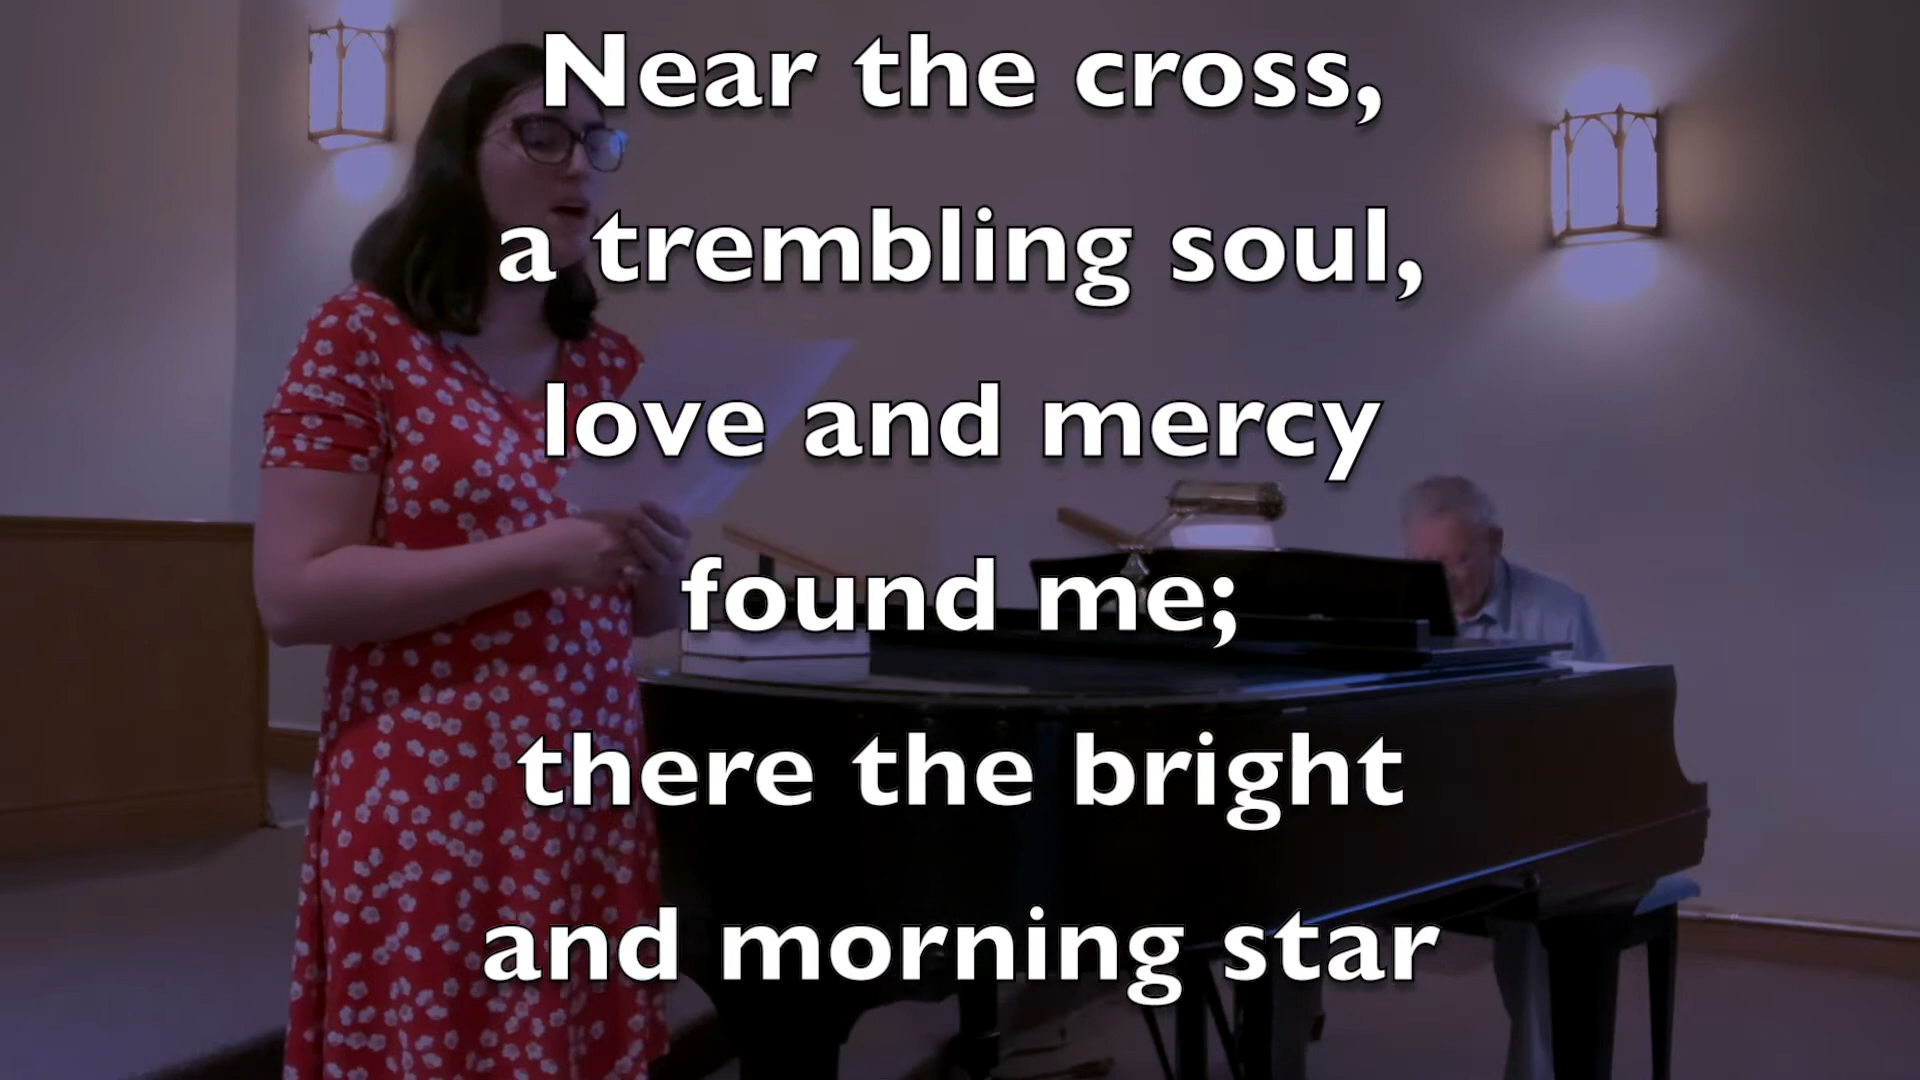 Near the cross,
a trembling soul,
love and mercy
found me;
there the bright
and morning star